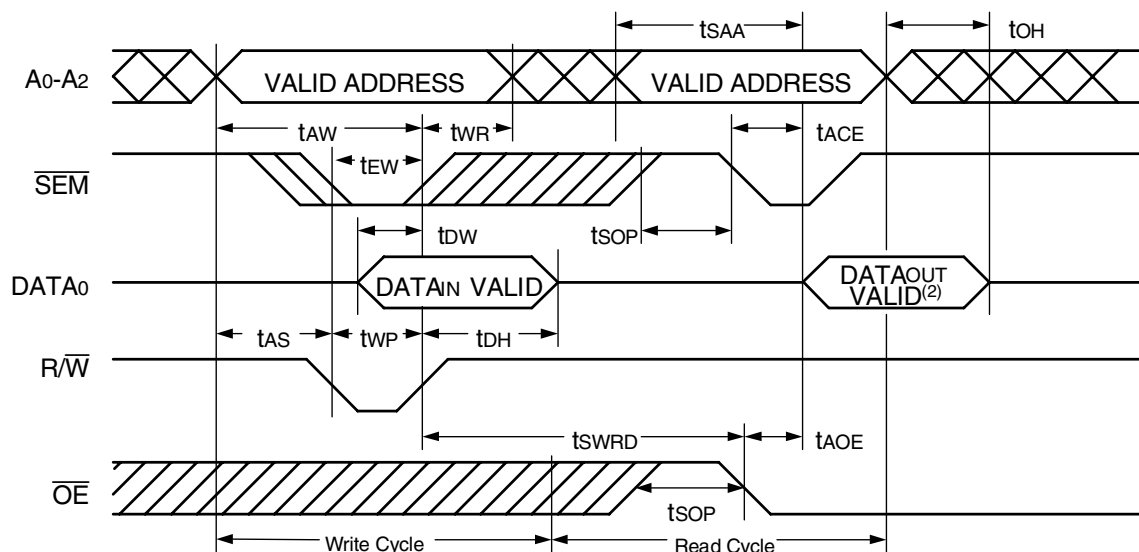 tSAA
tOH
A0-A2
VALID ADDRESS
VALID ADDRESS
tAW
tWR
tACE
tEW
SEM
tDW
tSOP
DATA0
DATAIN VALID
DATAOUT
VALID(2)
tAS
tWP
tDH
R/W
tSWRD
tAOE
OE
tSOP
Write Cycle
Read Cycle